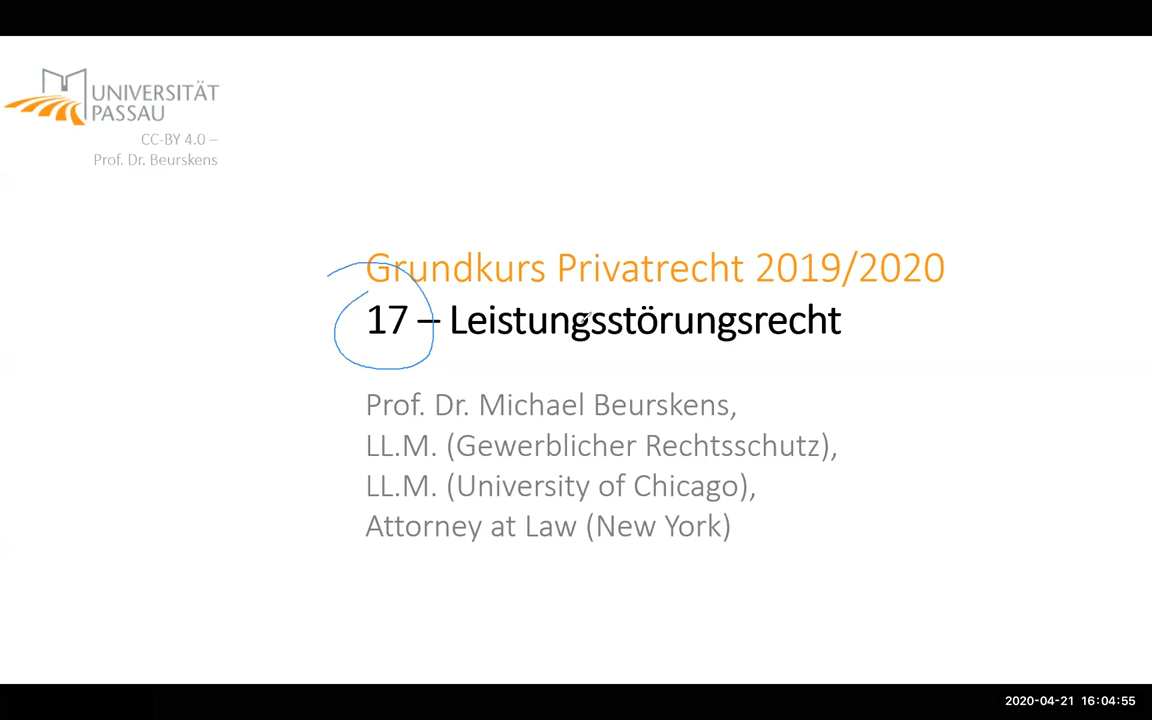 UNIVERSITÄT
PASSAU
CC-BY 4.0 –
Prof. Dr. Beurskens
Grundkurs Privatrecht 2019/2020
17 – Leistungsstörungsrecht
Prof. Dr. Michael Beurskens,
LL.M. (Gewerblicher Rechtsschutz),
LL.M. (University of Chicago),
Attorney at Law (New York)
2020-04-21 16:04:55